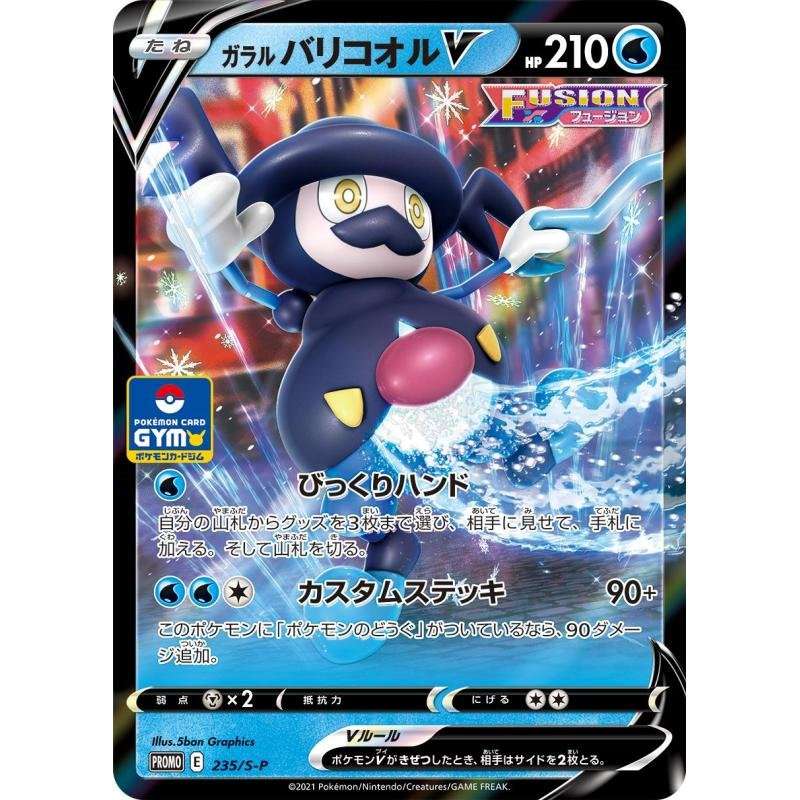 たね
ガラル バリコオルV
HP 210
FUSION
フュージョン
POKÉMON CARD
GYM
ポケモンカードジム
びっくりハンド
自分の山札からグッズを3枚まで選び、相手に見せて、手札に
加える。そして山札を切る。
カスタムステッキ 90+
このポケモンに「ポケモンのどうぐ」がついているなら、90ダメー
ジ追加。
弱点 ×2 抵抗力 にげる
Illus.5ban Graphics
Vルール
ポケモンVがきぜつしたとき、相手はサイドを2枚とる。
PROMO E 235/S-P
©2021 Pokémon/Nintendo/Creatures/GAME FREAK.